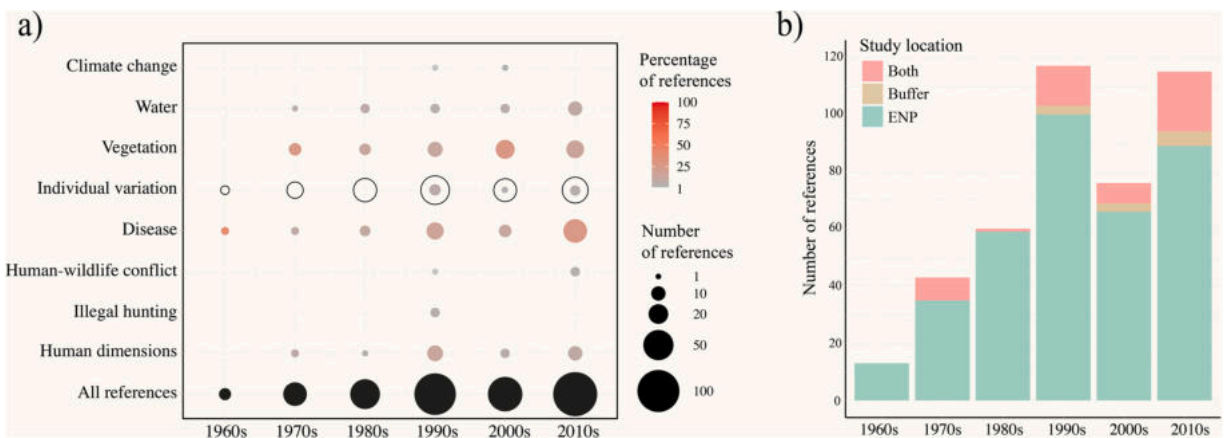 a)
Climate change
Water
Vegetation
Individual variation
Disease
Human-wildlife conflict
Illegal hunting
Human dimensions
All references
1960s 1970s 1980s 1990s 2000s 2010s
Percentage
of references
100
75
50
25
1
Number
of references
1
10
20
50
100
b)
Study location
Both
Buffer
ENP
Number of references
120
100
80
60
40
20
0
1960s 1970s 1980s 1990s 2000s 2010s